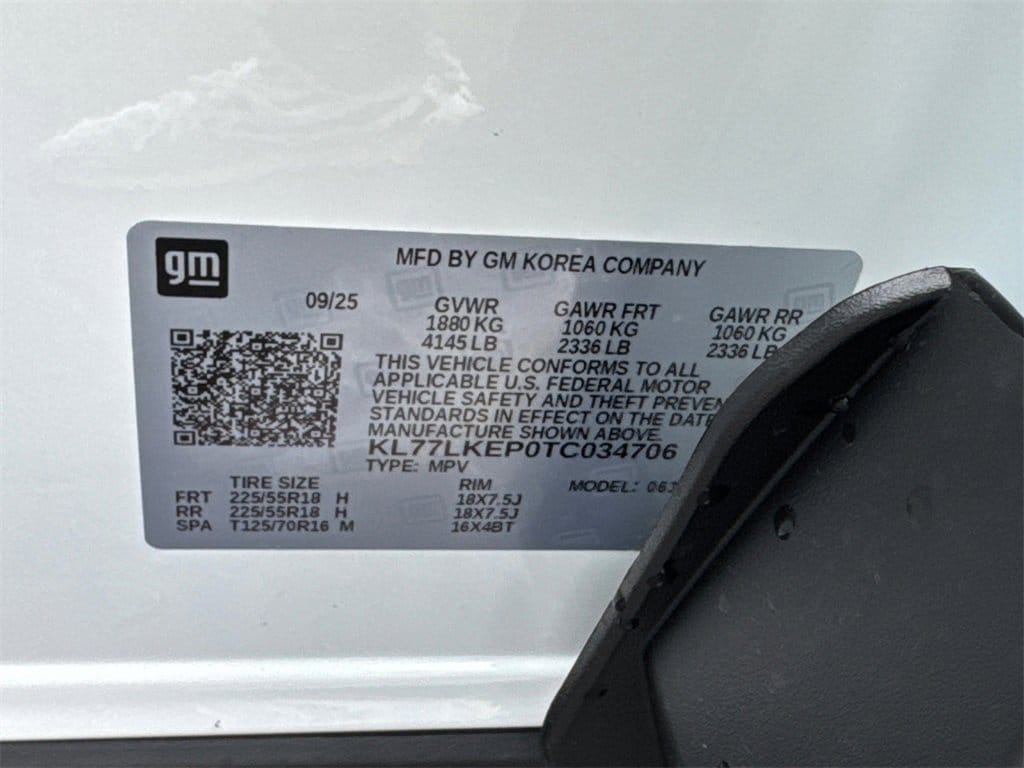 gm
MFD BY GM KOREA COMPANY
09/25
GVWR GAWR FRT GAWR RR
1880 KG 1060 KG 1060 KG
4145 LB 2336 LB 2336 LB
THIS VEHICLE CONFORMS TO ALL
APPLICABLE U.S. FEDERAL MOTOR
VEHICLE SAFETY AND THEFT PREVEN
STANDARDS IN EFFECT ON THE DATE
MANUFACTURE SHOWN ABOVE.
KL77LKEP0TC034706
TYPE: MPV MODEL:
TIRE SIZE RIM
FRT 225/55R18 H 18X7.5J
RR 225/55R18 H 18X7.5J
SPA T125/70R16 M 16X4BT